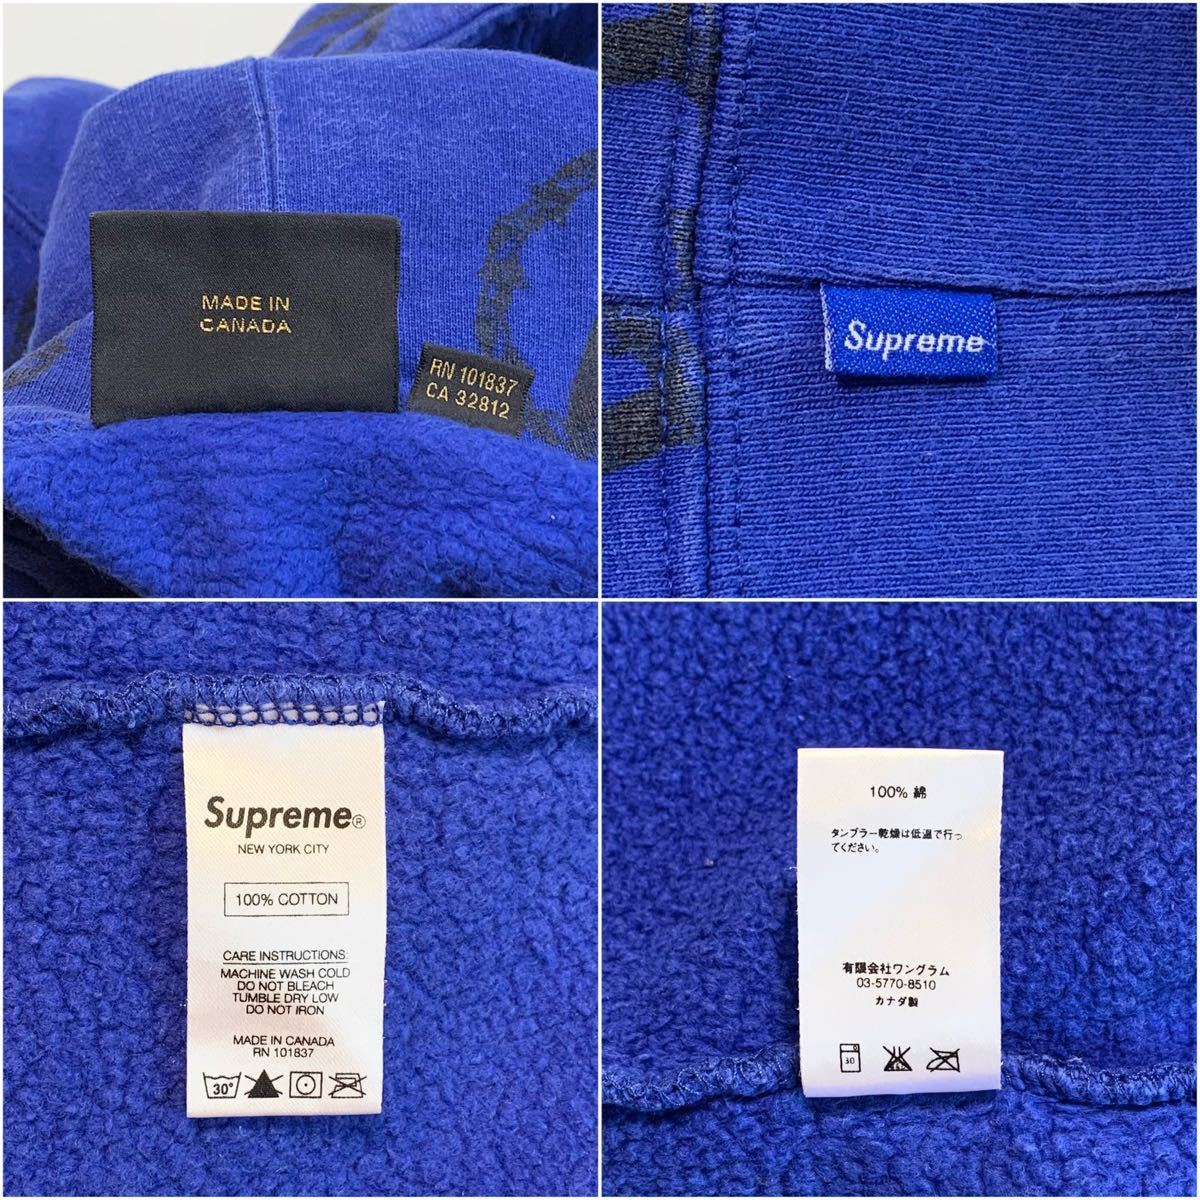 MADE IN
CANADA
RN 101837
CA 32812
Supreme
Supreme®
NEW YORK CITY
100% COTTON
CARE INSTRUCTIONS:
MACHINE WASH COLD
DO NOT BLEACH
TUMBLE DRY LOW
DO NOT IRON
MADE IN CANADA
RN 101837
30°
100% 綿
タンブラー乾燥は低温で行っ
てください。
有限会社ワングラム
03-5770-8510
カナダ製
30